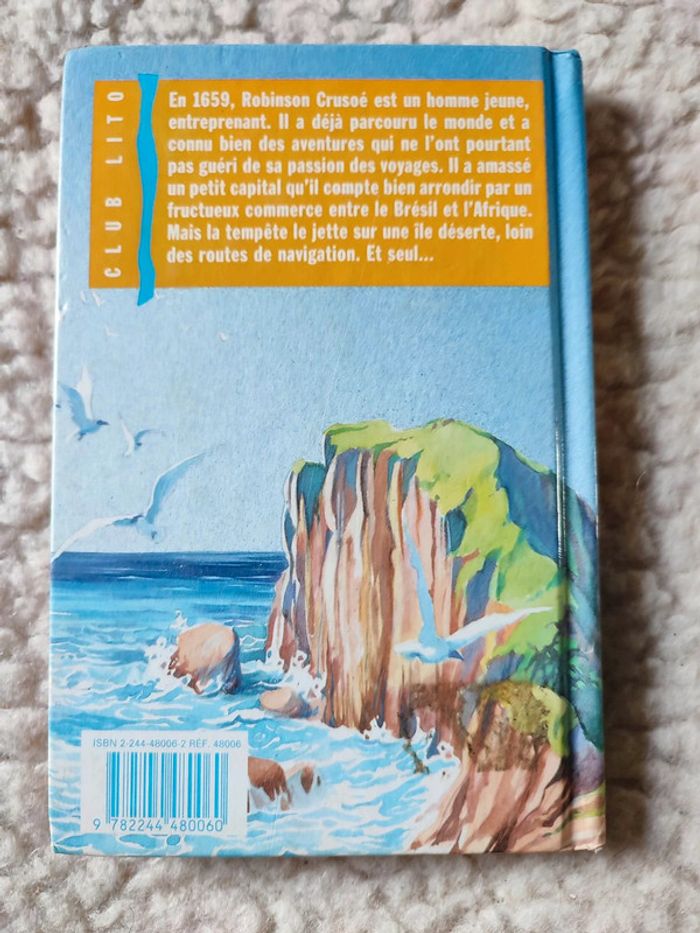 CLUB LITO
En 1659, Robinson Crusoé est un homme jeune,
entreprenant. Il a déjà parcouru le monde et a
connu bien des aventures qui ne l'ont pourtant
pas guéri de sa passion des voyages. Il a amassé
un petit capital qu'il compte bien arrondir par un
fructueux commerce entre le Brésil et l'Afrique.
Mais la tempête le jette sur une île déserte, loin
des routes de navigation. Et seul...
ISBN 2-244-48006-2 RÉF. 48006
9 782244 480060